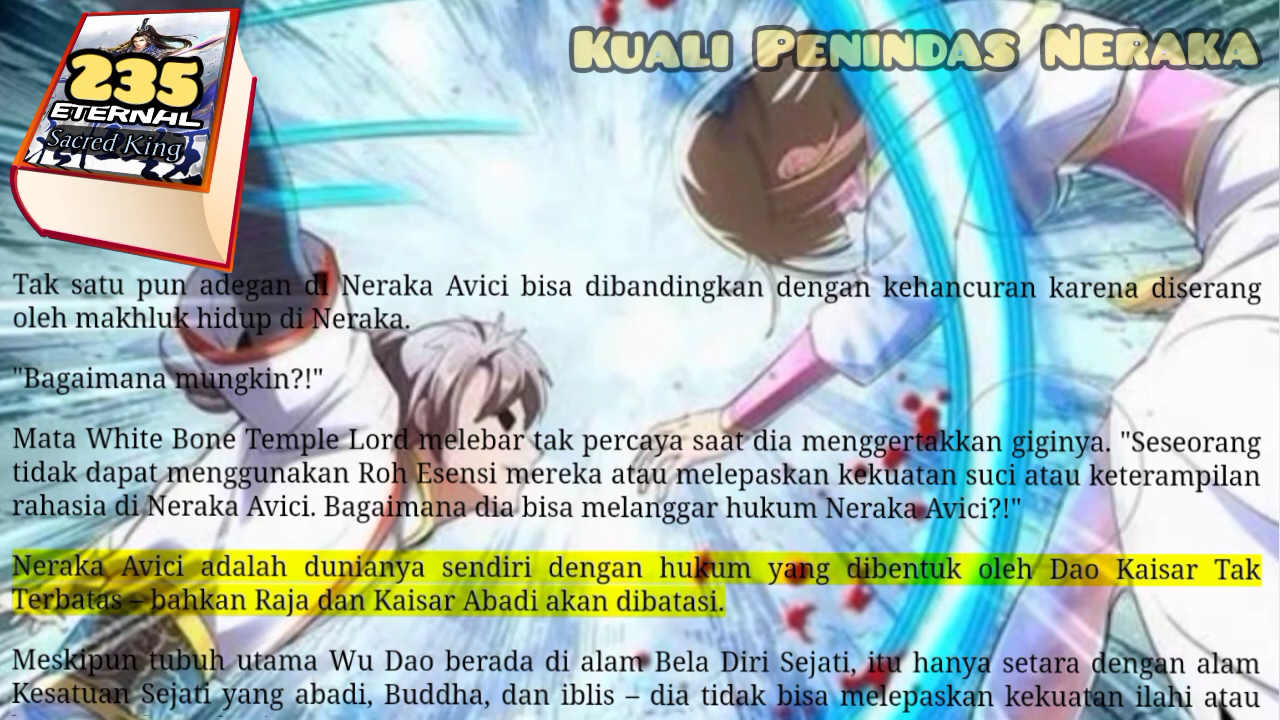 235
ETERNAL
Sacred King
Kuali Penindas Neraka
Tak satu pun adegan di Neraka Avici bisa dibandingkan dengan kehancuran karena diserang
oleh makhluk hidup di Neraka.
"Bagaimana mungkin?!"
Mata White Bone Temple Lord melebar tak percaya saat dia menggertakkan giginya. "Seseorang
tidak dapat menggunakan Roh Esensi mereka atau melepaskan kekuatan suci atau keterampilan
rahasia di Neraka Avici. Bagaimana dia bisa melanggar hukum Neraka Avici?!"
Neraka Avici adalah dunianya sendiri dengan hukum yang dibentuk oleh Dao Kaisar Tak
Terbatas – bahkan Raja dan Kaisar Abadi akan dibatasi.
Meskipun tubuh utama Wu Dao berada di alam Bela Diri Sejati, itu hanya setara dengan alam
Kesatuan Sejati yang abadi, Buddha, dan iblis – dia tidak bisa melepaskan kekuatan ilahi atau